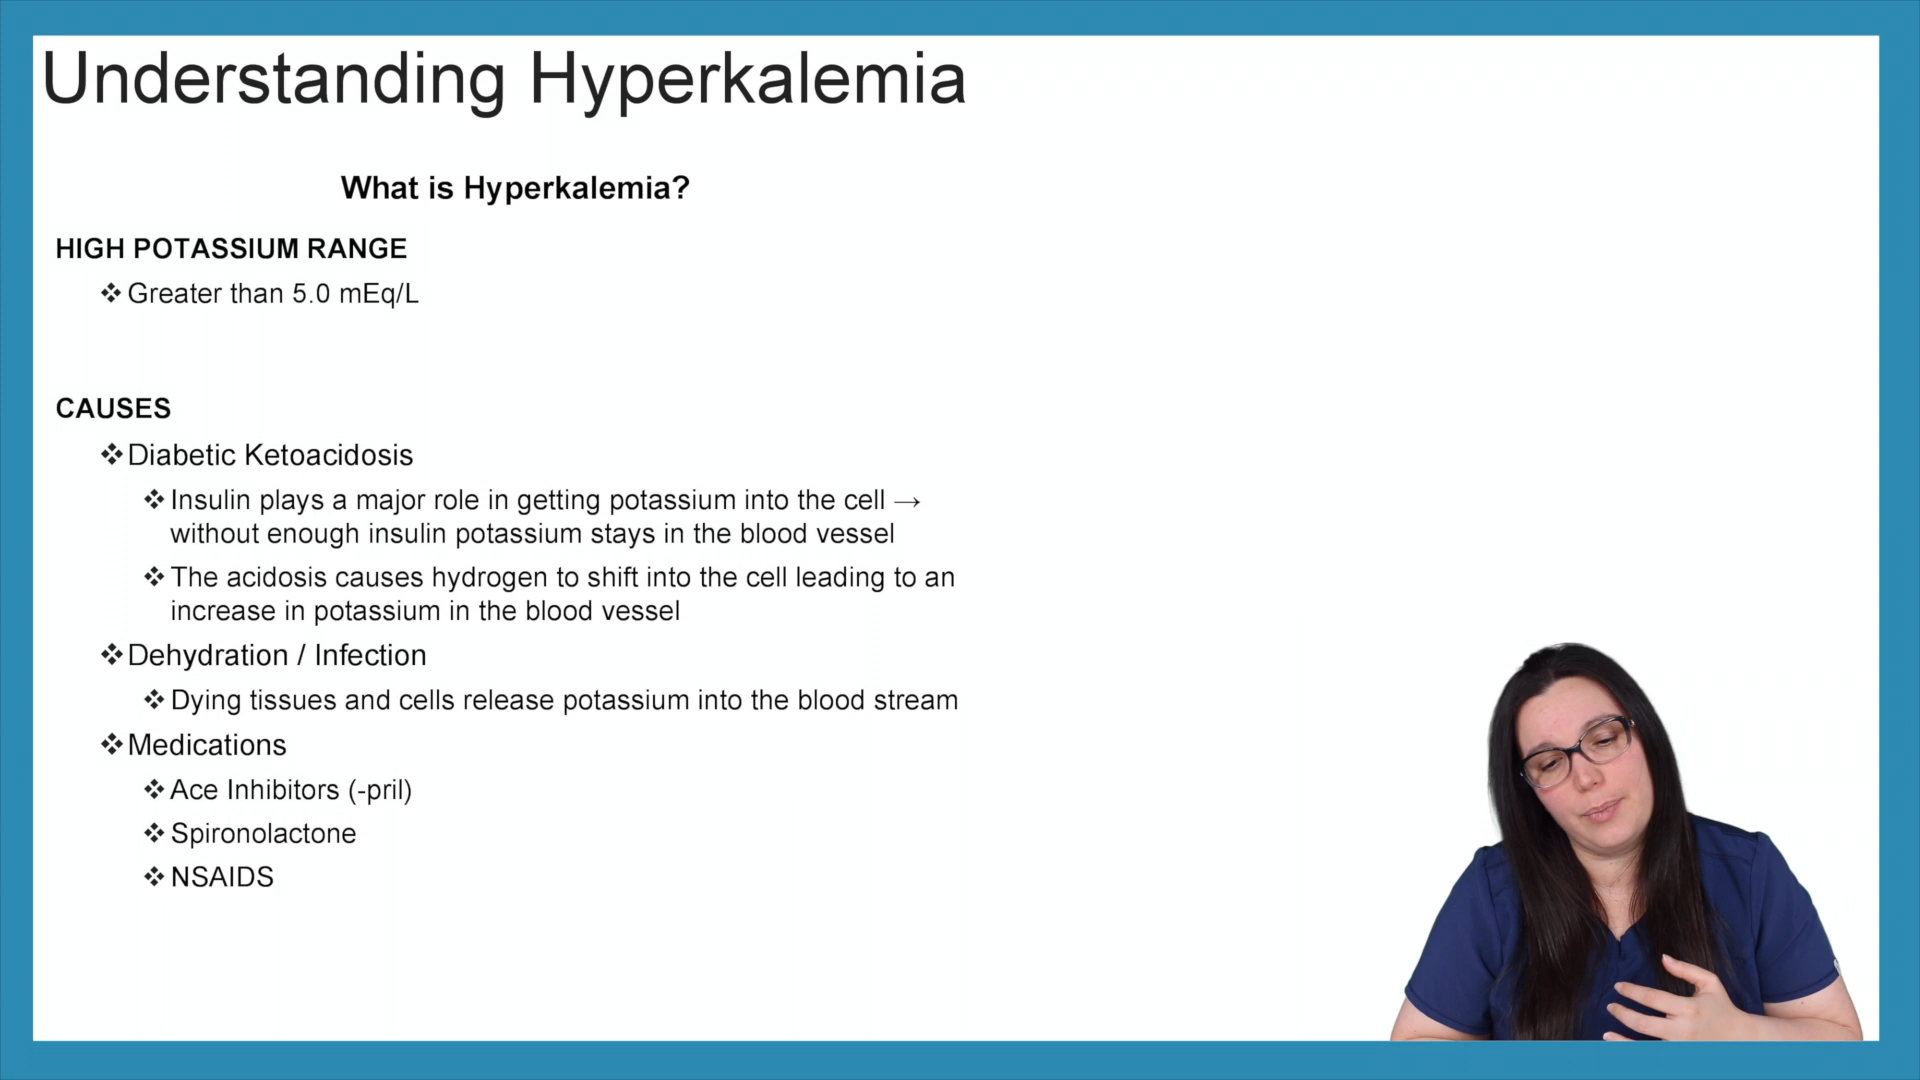 Understanding Hyperkalemia
What is Hyperkalemia?
HIGH POTASSIUM RANGE
❖ Greater than 5.0 mEq/L
CAUSES
❖ Diabetic Ketoacidosis
❖ Insulin plays a major role in getting potassium into the cell →
without enough insulin potassium stays in the blood vessel
❖ The acidosis causes hydrogen to shift into the cell leading to an
increase in potassium in the blood vessel
❖ Dehydration / Infection
❖ Dying tissues and cells release potassium into the blood stream
❖ Medications
❖ Ace Inhibitors (-pril)
❖ Spironolactone
❖ NSAIDS